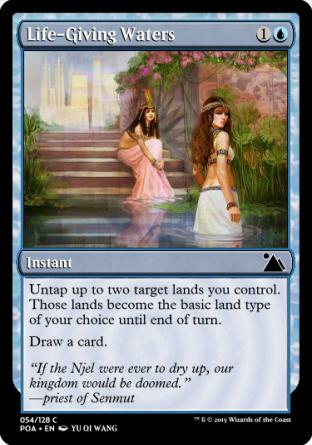 Life-Giving Waters 1
Instant
Untap up to two target lands you control.
Those lands become the basic land type
of your choice until end of turn.
Draw a card.
“If the Njel were ever to dry up, our
kingdom would be doomed.”
—priest of Senmut
054/128 C
POA • EN YU QI WANG
™ & © 2015 Wizards of the Coast